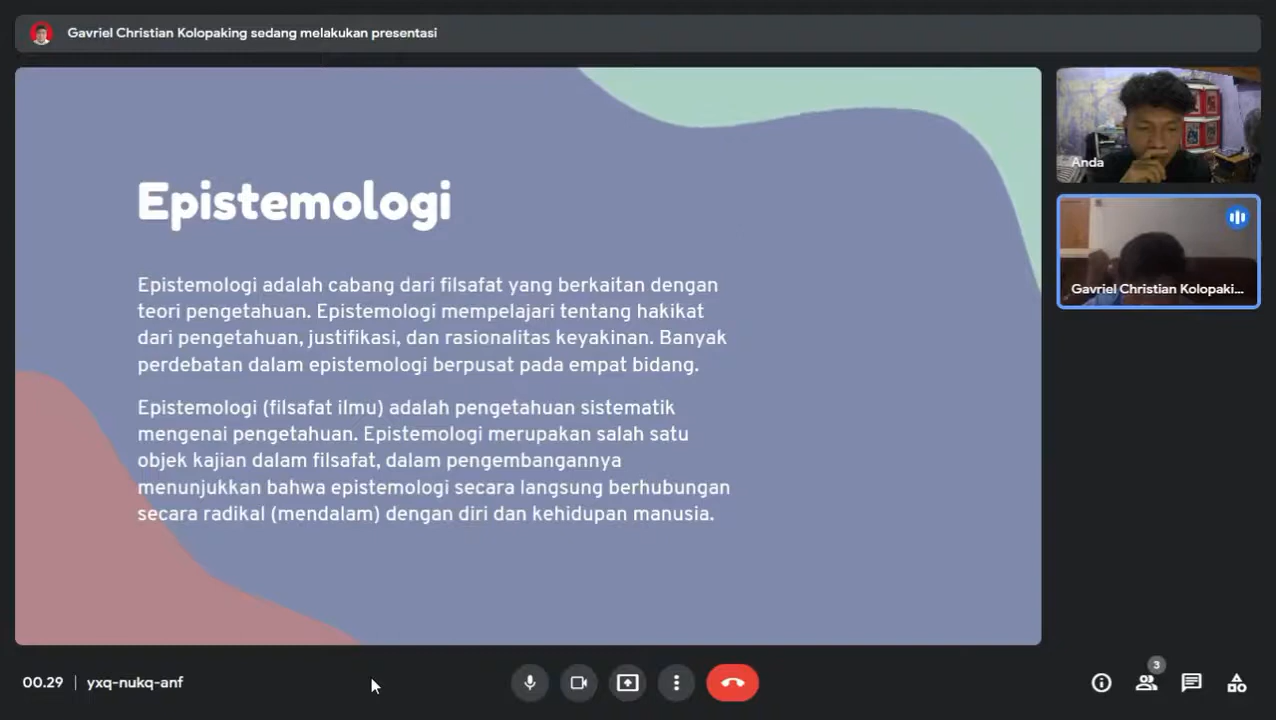 Gavriel Christian Kolopaking sedang melakukan presentasi
Anda
Gavriel Christian Kolopaki...
Epistemologi
Epistemologi adalah cabang dari filsafat yang berkaitan dengan
teori pengetahuan. Epistemologi mempelajari tentang hakikat
dari pengetahuan, justifikasi, dan rasionalitas keyakinan. Banyak
perdebatan dalam epistemologi berpusat pada empat bidang.
Epistemologi (filsafat ilmu) adalah pengetahuan sistematik
mengenai pengetahuan. Epistemologi merupakan salah satu
objek kajian dalam filsafat, dalam pengembangannya
menunjukkan bahwa epistemologi secara langsung berhubungan
secara radikal (mendalam) dengan diri dan kehidupan manusia.
00.29 | yxq-nukq-anf
3